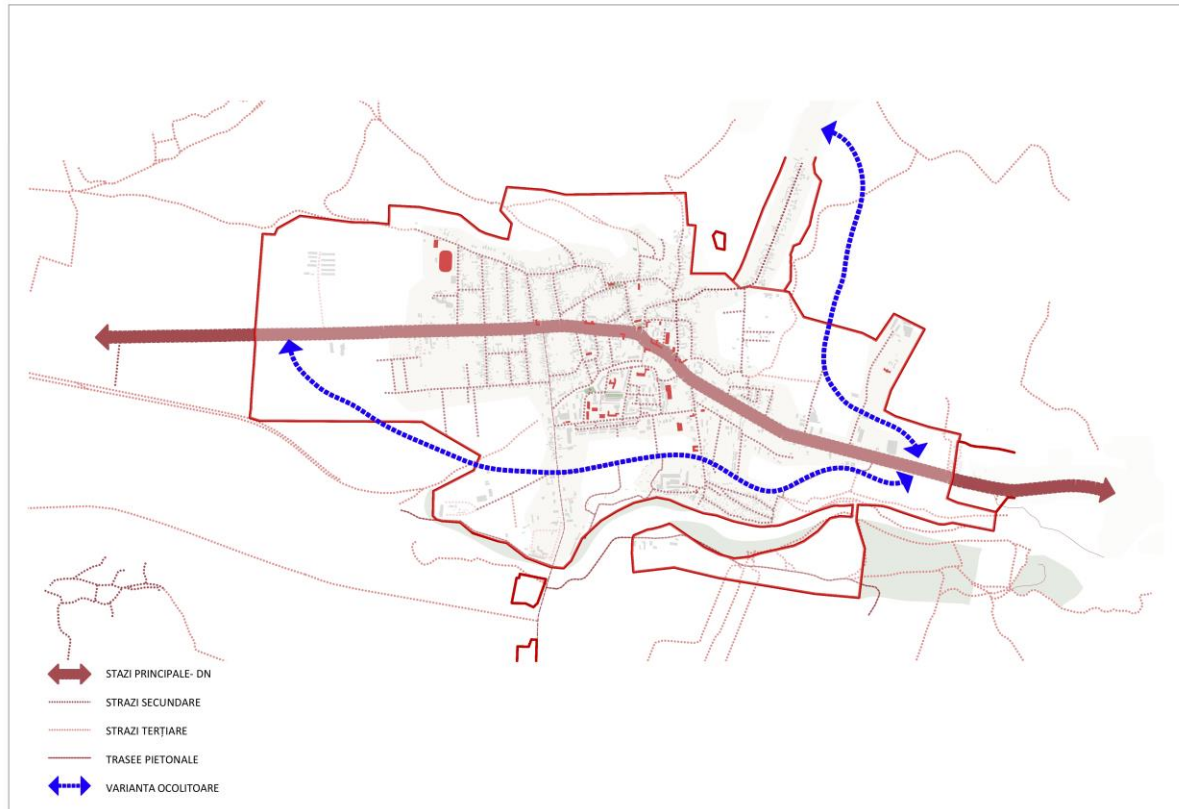 STAZI PRINCIPALE- DN
STRAZI SECUNDARE
STRAZI TERȚIARE
TRASEE PIETONALE
VARIANTA OCOLITOARE